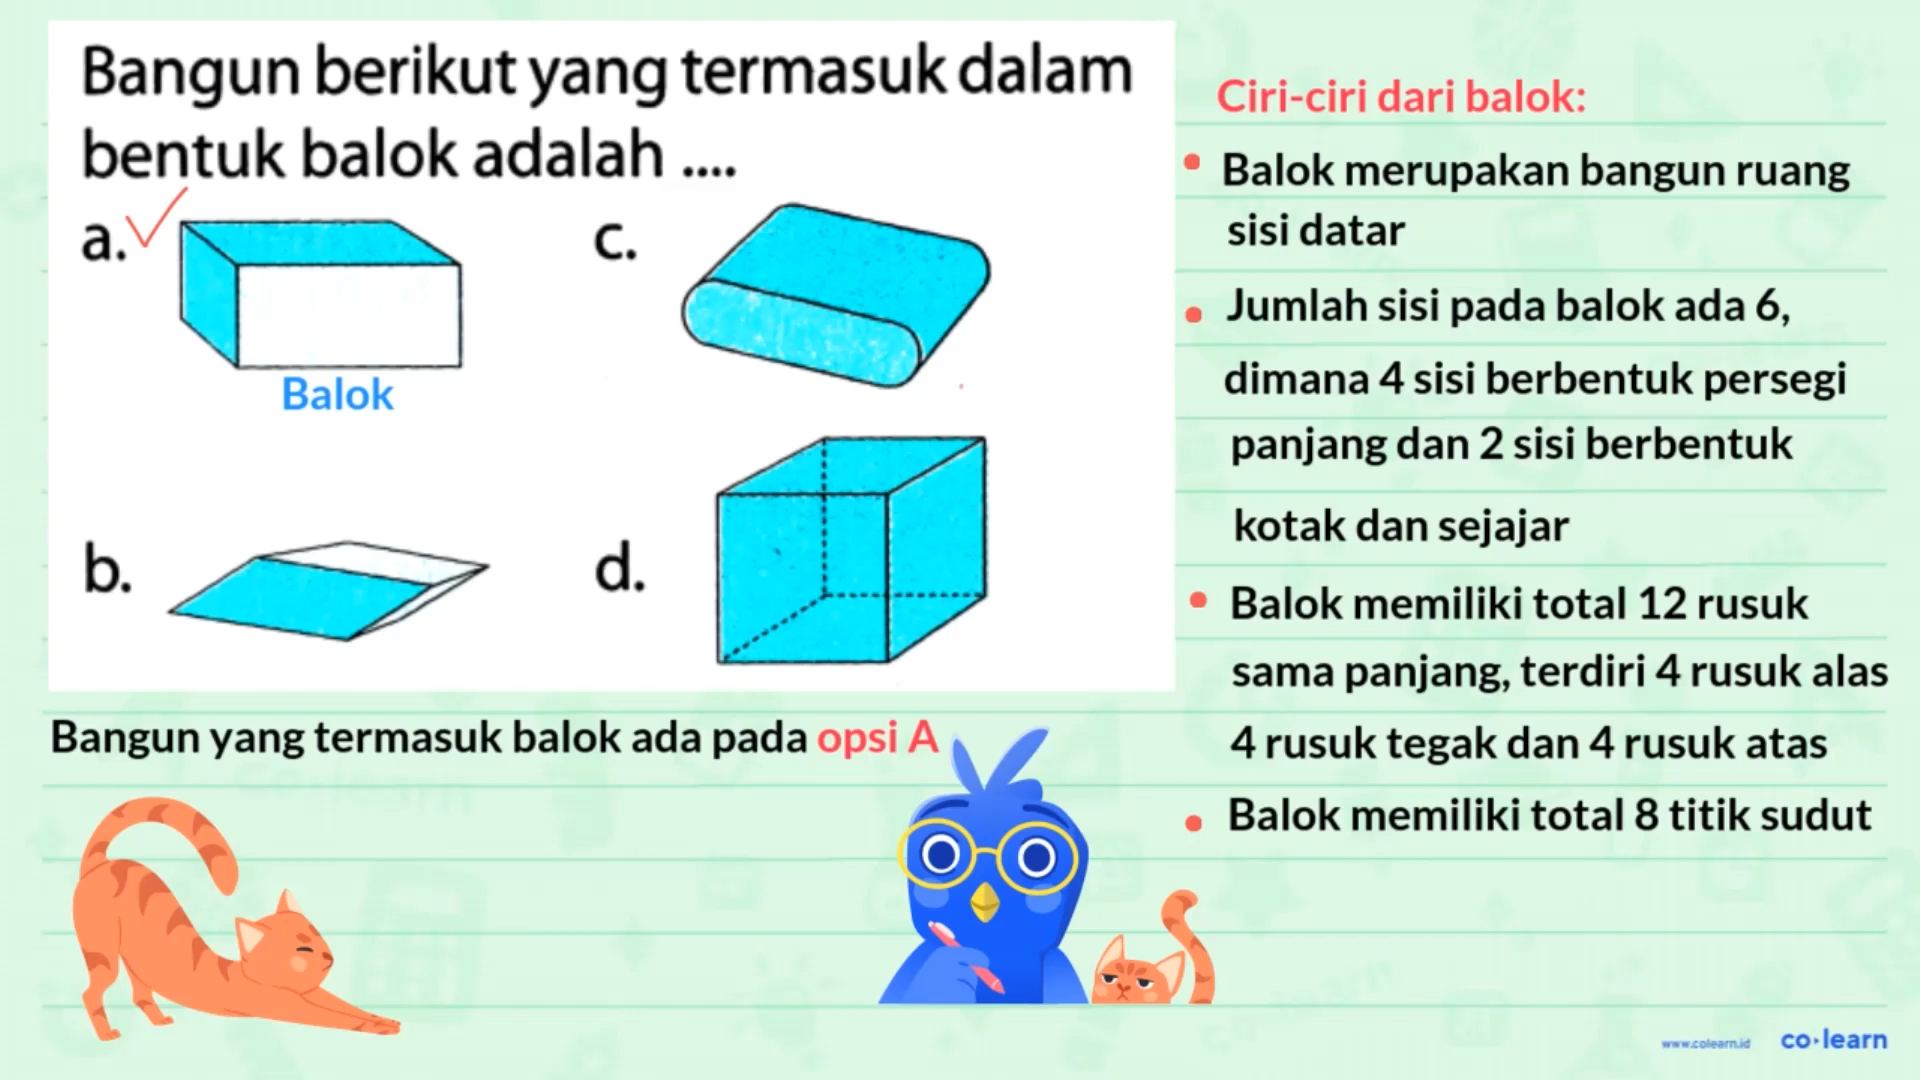 Bangun berikut yang termasuk dalam
bentuk balok adalah ....
a.
c.
Balok
b.
d.
Bangun yang termasuk balok ada pada opsi A
Ciri-ciri dari balok:
• Balok merupakan bangun ruang
sisi datar
• Jumlah sisi pada balok ada 6,
dimana 4 sisi berbentuk persegi
panjang dan 2 sisi berbentuk
kotak dan sejajar
• Balok memiliki total 12 rusuk
sama panjang, terdiri 4 rusuk alas
4 rusuk tegak dan 4 rusuk atas
• Balok memiliki total 8 titik sudut
www.colearn.id
co·learn